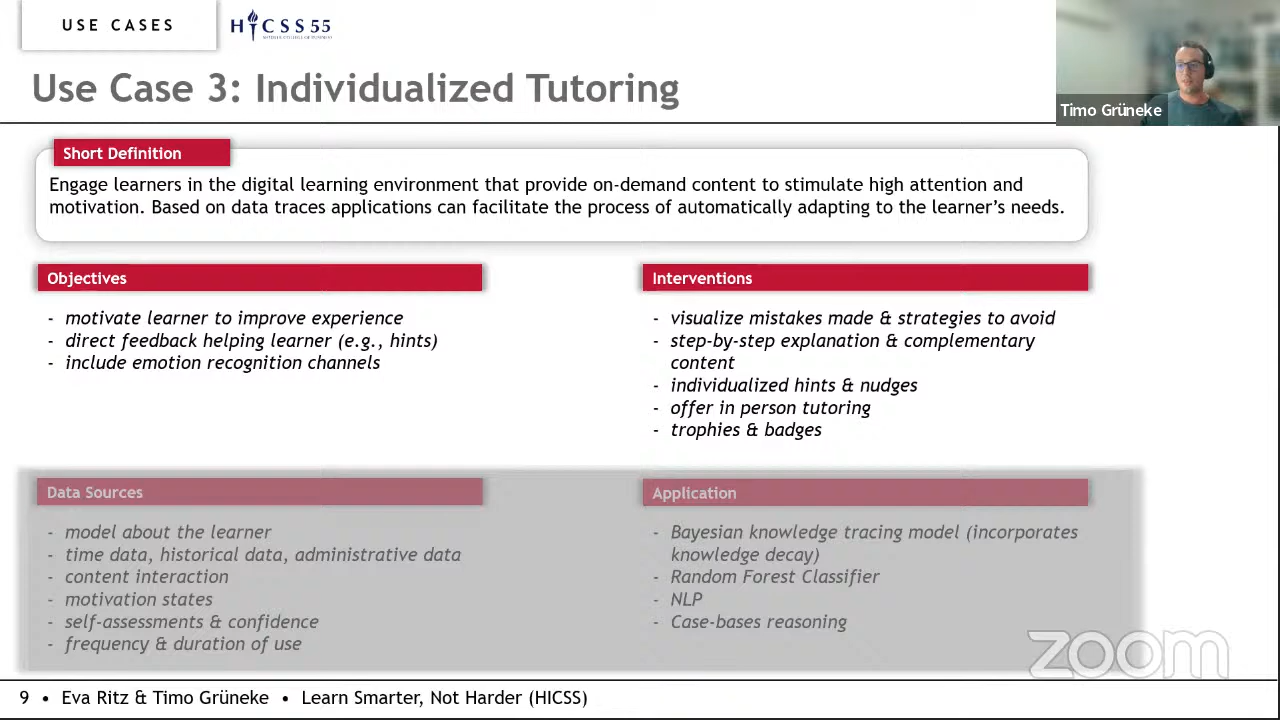 USE CASES
HICSS 55
Use Case 3: Individualized Tutoring
Timo Grüneke
Short Definition
Engage learners in the digital learning environment that provide on-demand content to stimulate high attention and
motivation. Based on data traces applications can facilitate the process of automatically adapting to the learner's needs.
Objectives
- motivate learner to improve experience
- direct feedback helping learner (e.g., hints)
- include emotion recognition channels
Interventions
- visualize mistakes made & strategies to avoid
- step-by-step explanation & complementary
content
- individualized hints & nudges
- offer in person tutoring
- trophies & badges
Data Sources
- model about the learner
- time data, historical data, administrative data
- content interaction
- motivation states
- self-assessments & confidence
- frequency & duration of use
Application
- Bayesian knowledge tracing model (incorporates
knowledge decay)
- Random Forest Classifier
- NLP
- Case-bases reasoning
zoom
9 • Eva Ritz & Timo Grüneke • Learn Smarter, Not Harder (HICSS)